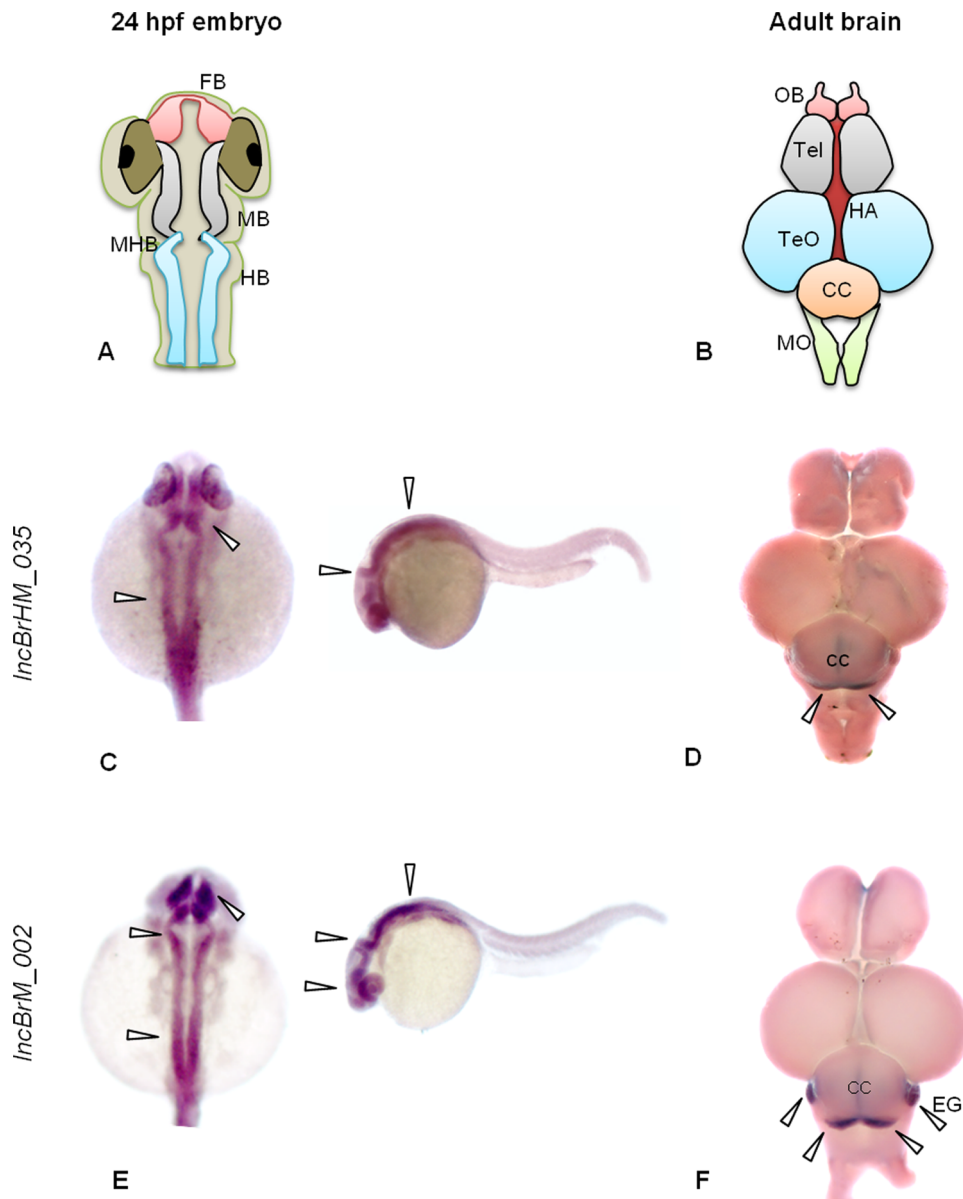 24 hpf embryo
Adult brain
FB
MB
MHB
HB
A
OB
Tel
HA
TeO
CC
MO
B
lncBrHM_035
C
cc
D
lncBrM_002
E
CC
EG
F